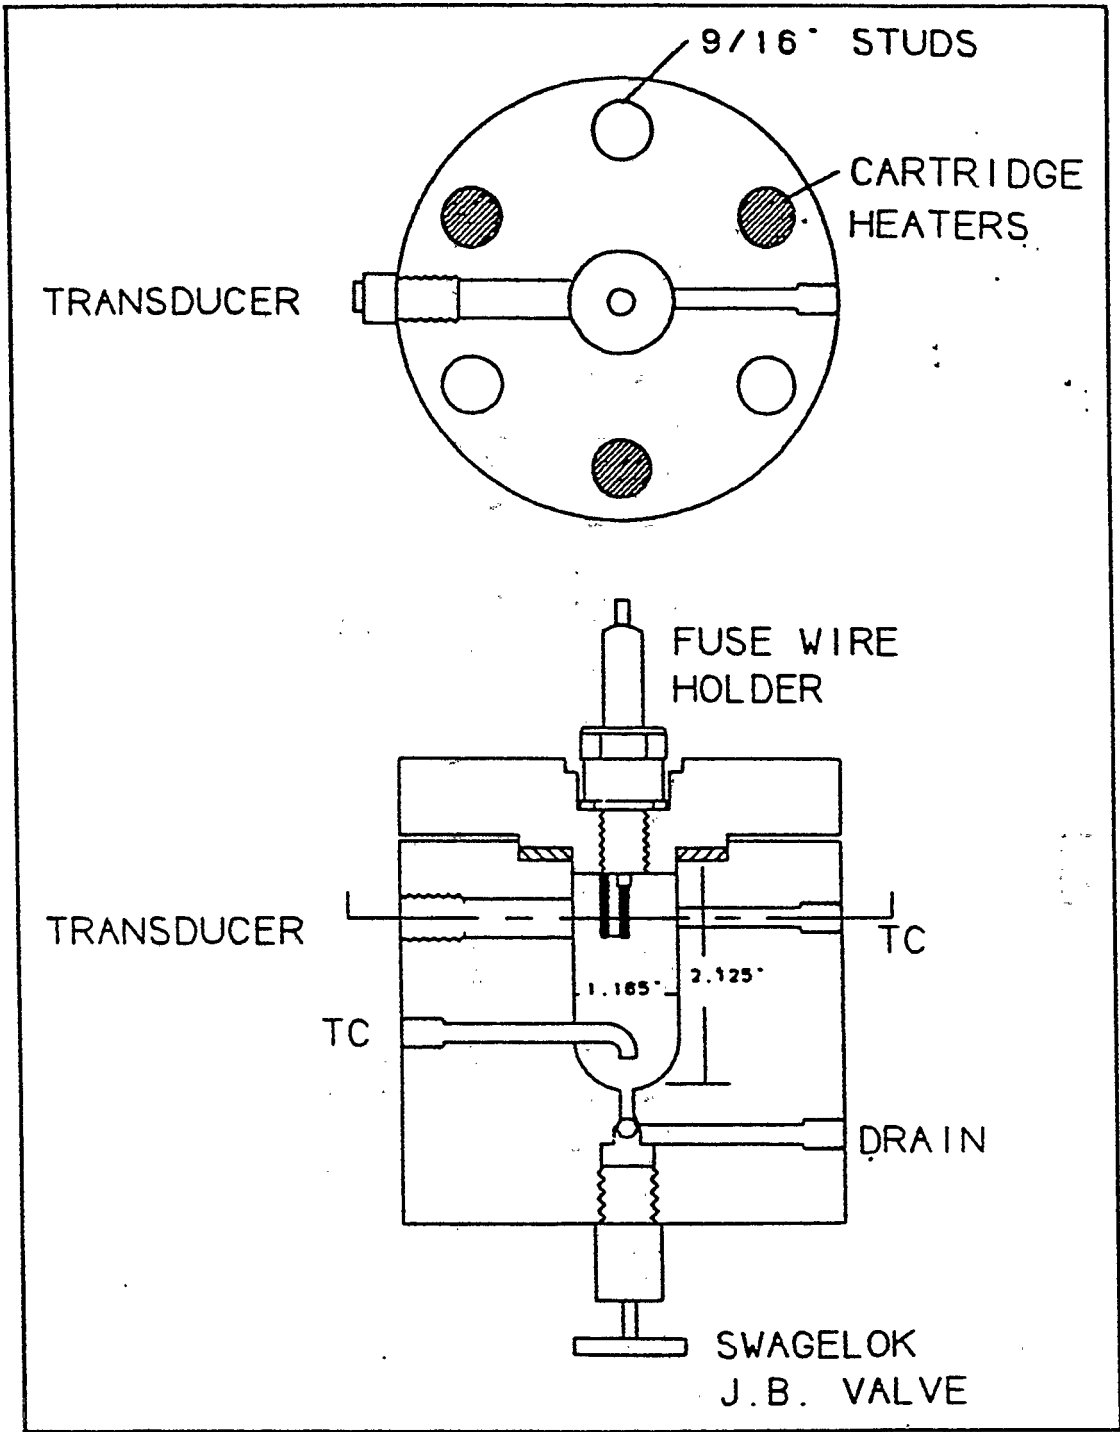 9/16" STUDS
CARTRIDGE
HEATERS
TRANSDUCER
FUSE WIRE
HOLDER
TRANSDUCER
TC
1.165"
2.125"
TC
DRAIN
SWAGELOK
J.B. VALVE